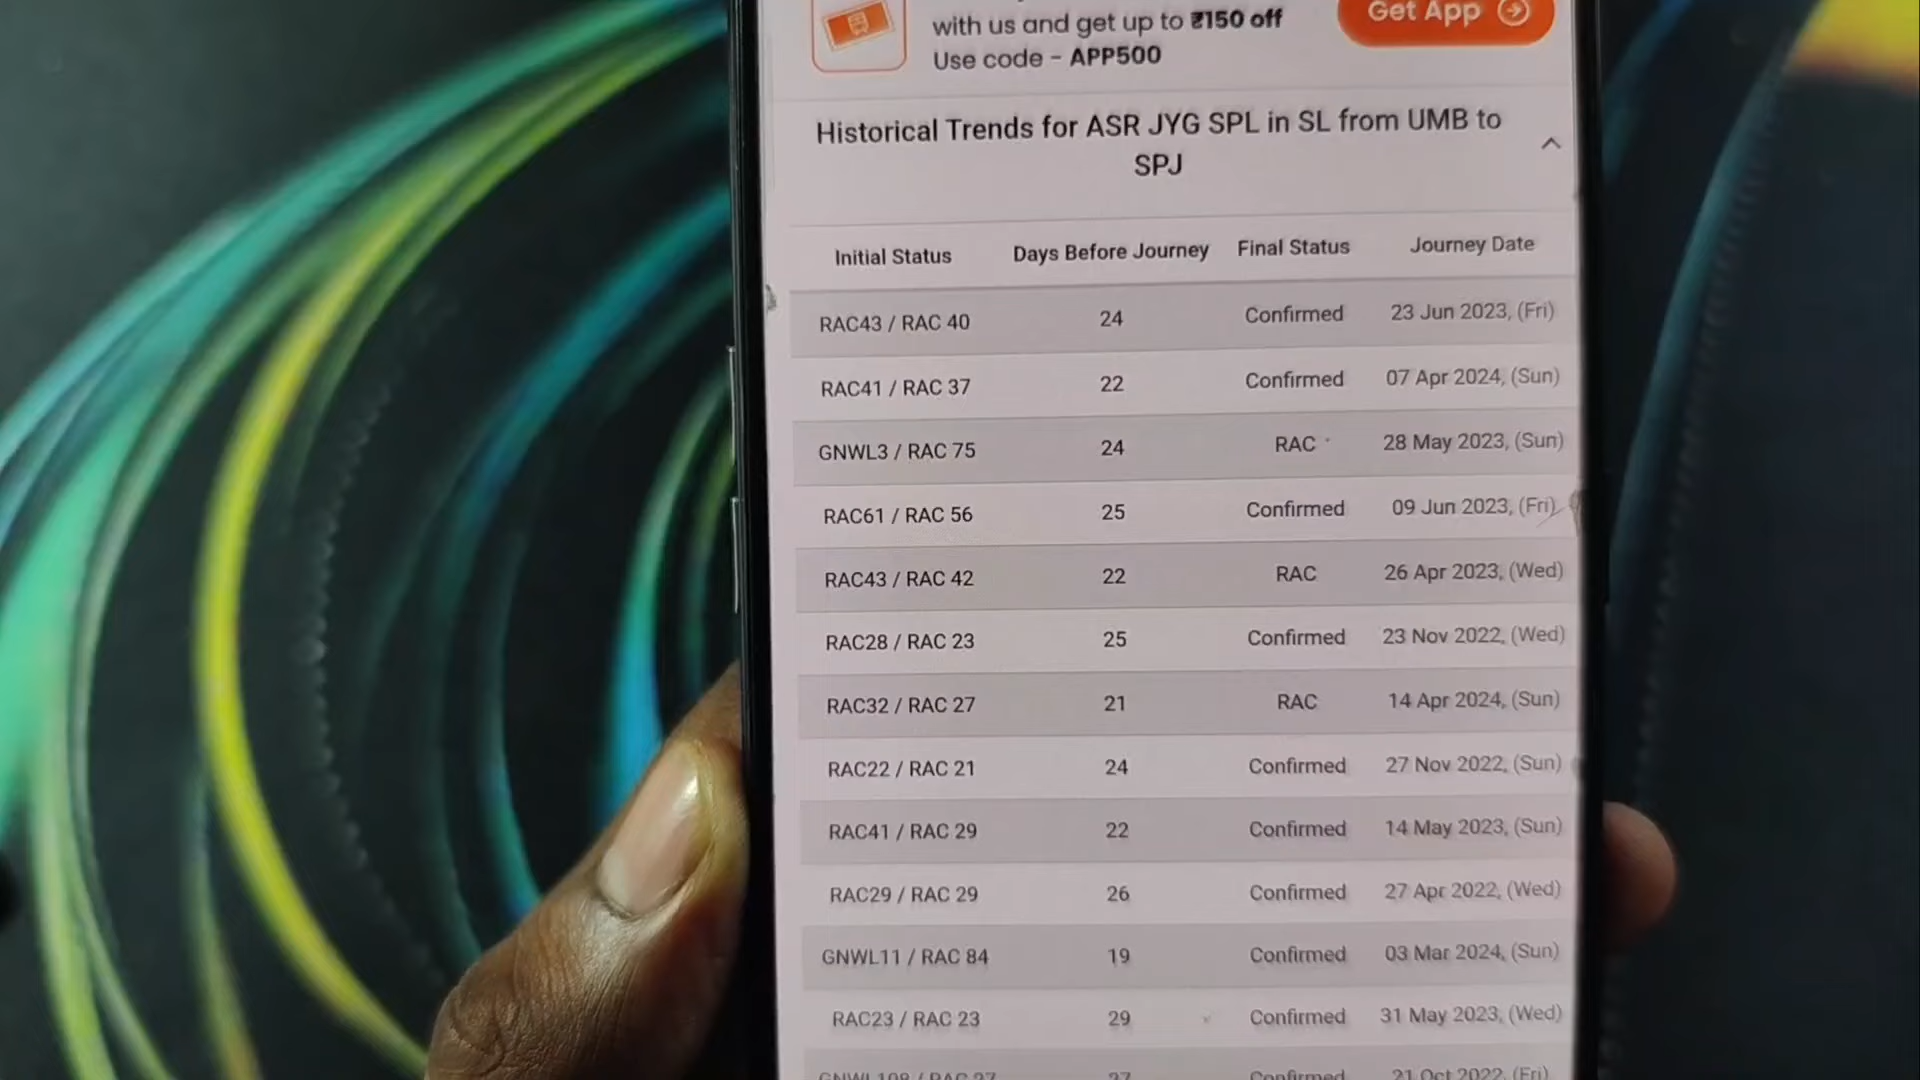 with us and get up to ₹150 off
Use code - APP500
Get App
Historical Trends for ASR JYG SPL in SL from UMB to
SPJ
Initial Status Days Before Journey Final Status Journey Date
RAC43 / RAC 40 24 Confirmed 23 Jun 2023, (Fri)
RAC41 / RAC 37 22 Confirmed 07 Apr 2024, (Sun)
GNWL3 / RAC 75 24 RAC 28 May 2023, (Sun)
RAC61 / RAC 56 25 Confirmed 09 Jun 2023, (Fri)
RAC43 / RAC 42 22 RAC 26 Apr 2023, (Wed)
RAC28 / RAC 23 25 Confirmed 23 Nov 2022, (Wed)
RAC32 / RAC 27 21 RAC 14 Apr 2024, (Sun)
RAC22 / RAC 21 24 Confirmed 27 Nov 2022, (Sun)
RAC41 / RAC 29 22 Confirmed 14 May 2023, (Sun)
RAC29 / RAC 29 26 Confirmed 27 Apr 2022, (Wed)
GNWL11 / RAC 84 19 Confirmed 03 Mar 2024, (Sun)
RAC23 / RAC 23 29 Confirmed 31 May 2023, (Wed)
Confirmed 21 Oct 2022, (Fri)